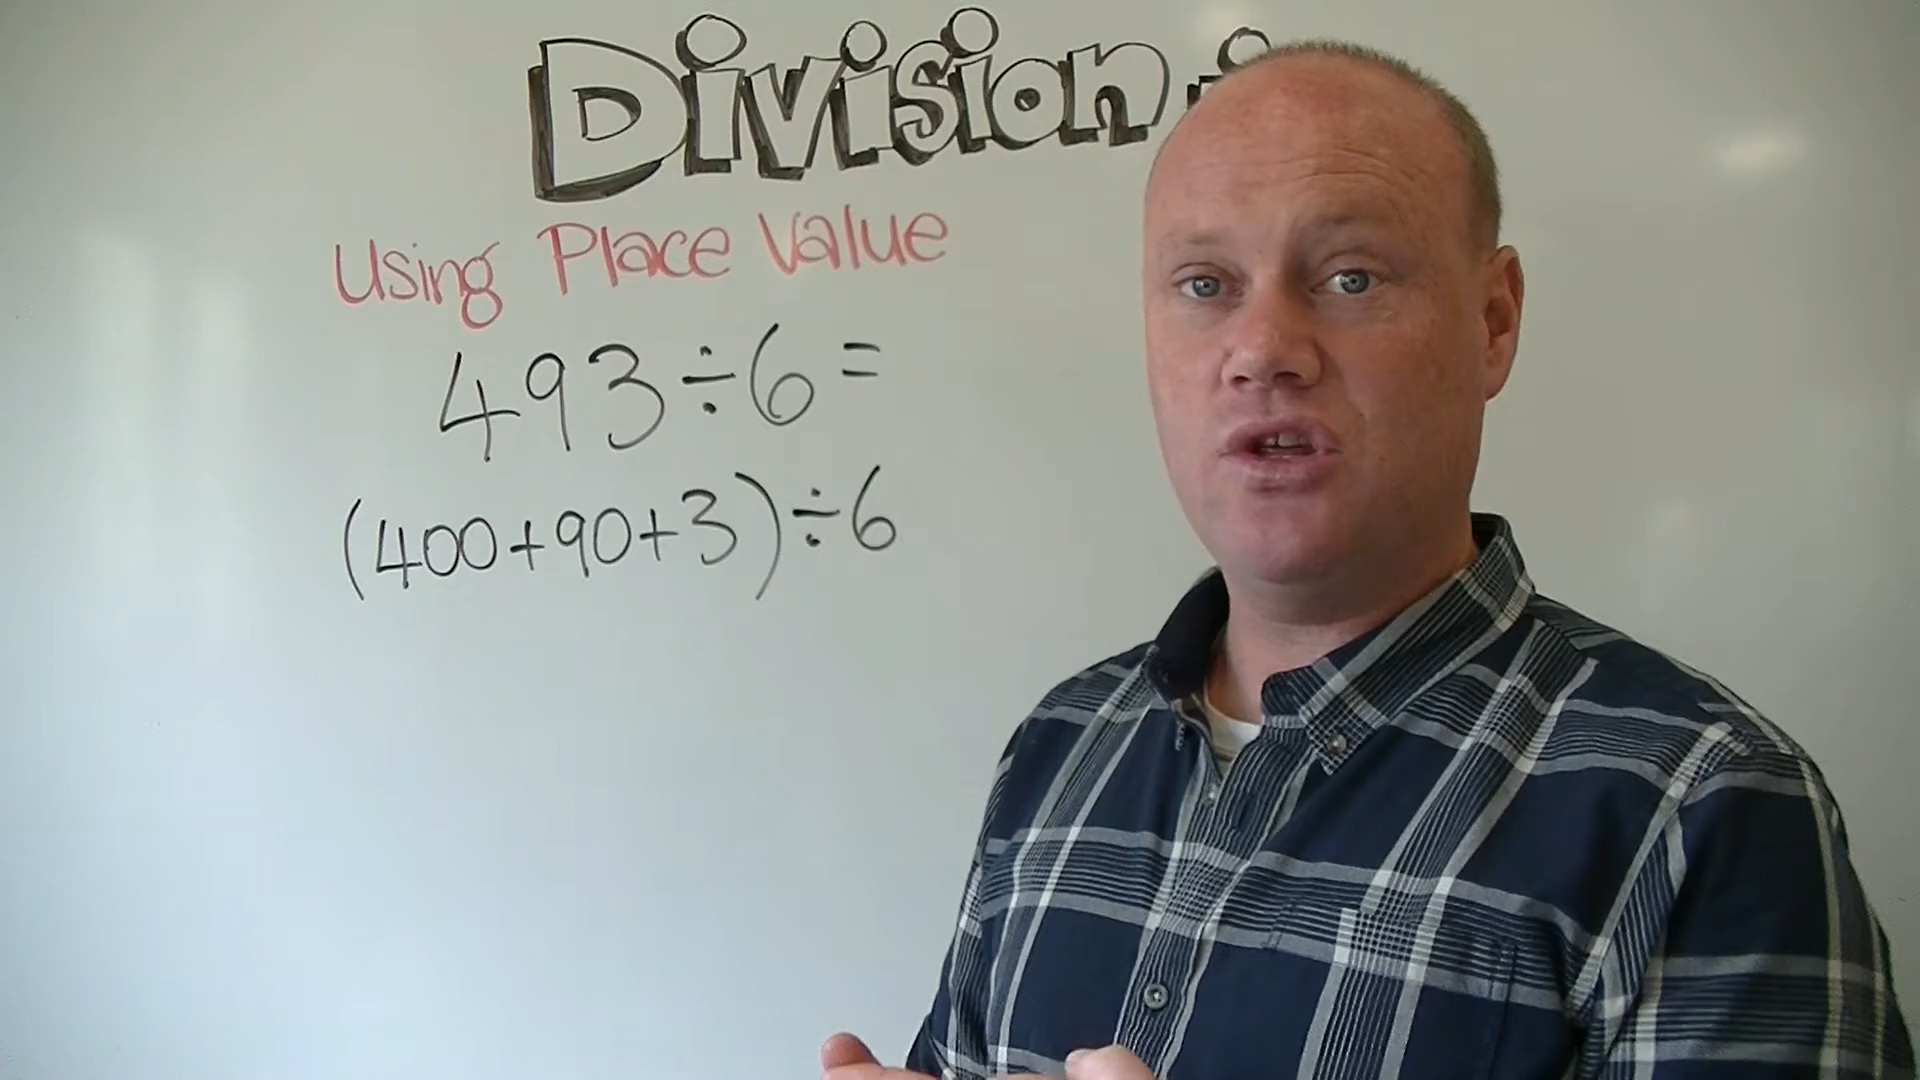 Division
Using Place Value
493÷6=
(400+90+3)÷6